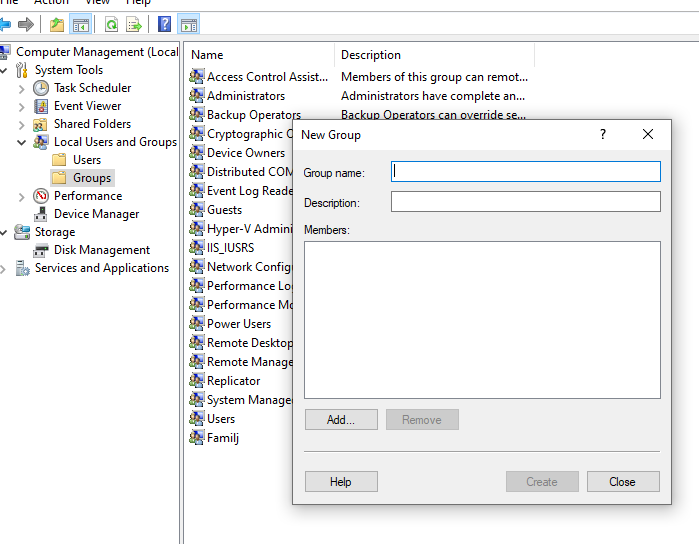 File Action View Help
Computer Management (Local
System Tools
Task Scheduler
Event Viewer
Shared Folders
Local Users and Groups
Users
Groups
Performance
Device Manager
Storage
Disk Management
Services and Applications
Name Description
Access Control Assist... Members of this group can remot...
Administrators Administrators have complete an...
Backup Operators Backup Operators can override se...
Cryptographic O
Device Owners
Distributed COM
Event Log Reade
Guests
Hyper-V Admini
IIS_IUSRS
Network Configu
Performance Lo
Performance Mo
Power Users
Remote Desktop
Remote Manage
Replicator
System Manage
Users
Familj
New Group
?
Group name:
Description:
Members:
Add... Remove
Help Create Close